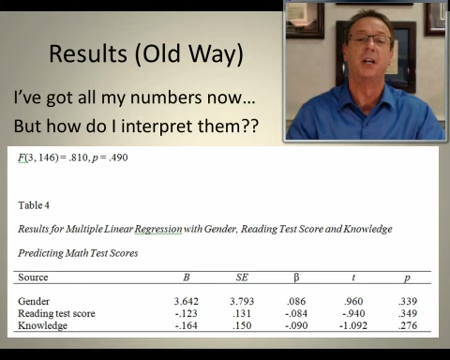 Results (Old Way)
I've got all my numbers now…
But how do I interpret them??
F(3, 146) = .810, p = .490
Table 4
Results for Multiple Linear Regression with Gender, Reading Test Score and Knowledge
Predicting Math Test Scores
Source B SE β t p
Gender 3.642 3.793 .086 .960 .339
Reading test score -.123 .131 -.084 -.940 .349
Knowledge -.164 .150 -.090 -1.092 .276